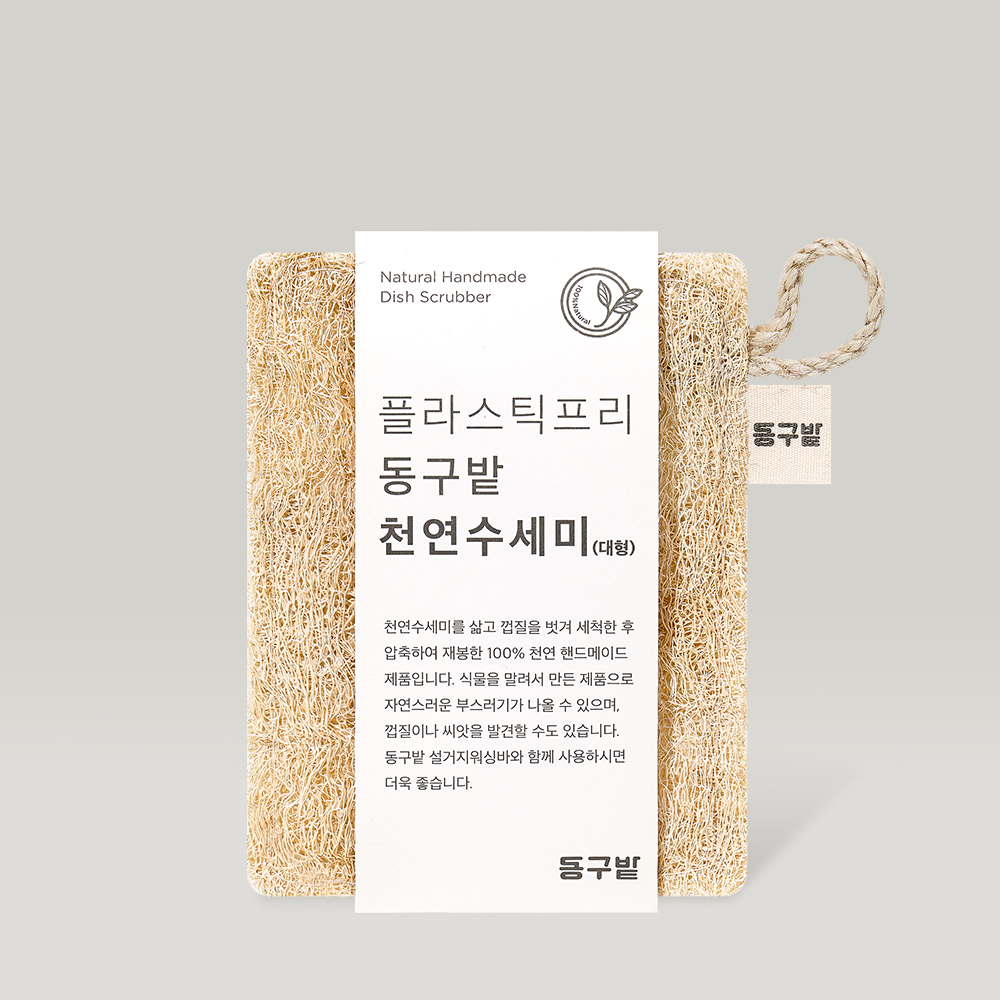 Natural Handmade
Dish Scrubber
100%Natural
플라스틱프리
동구밭
천연수세미(대형)
동구밭
천연수세미를 삶고 껍질을 벗겨 세척한 후
압축하여 재봉한 100% 천연 핸드메이드
제품입니다. 식물을 말려서 만든 제품으로
자연스러운 부스러기가 나올 수 있으며,
껍질이나 씨앗을 발견할 수도 있습니다.
동구밭 설거지워싱바와 함께 사용하시면
더욱 좋습니다.
동구밭